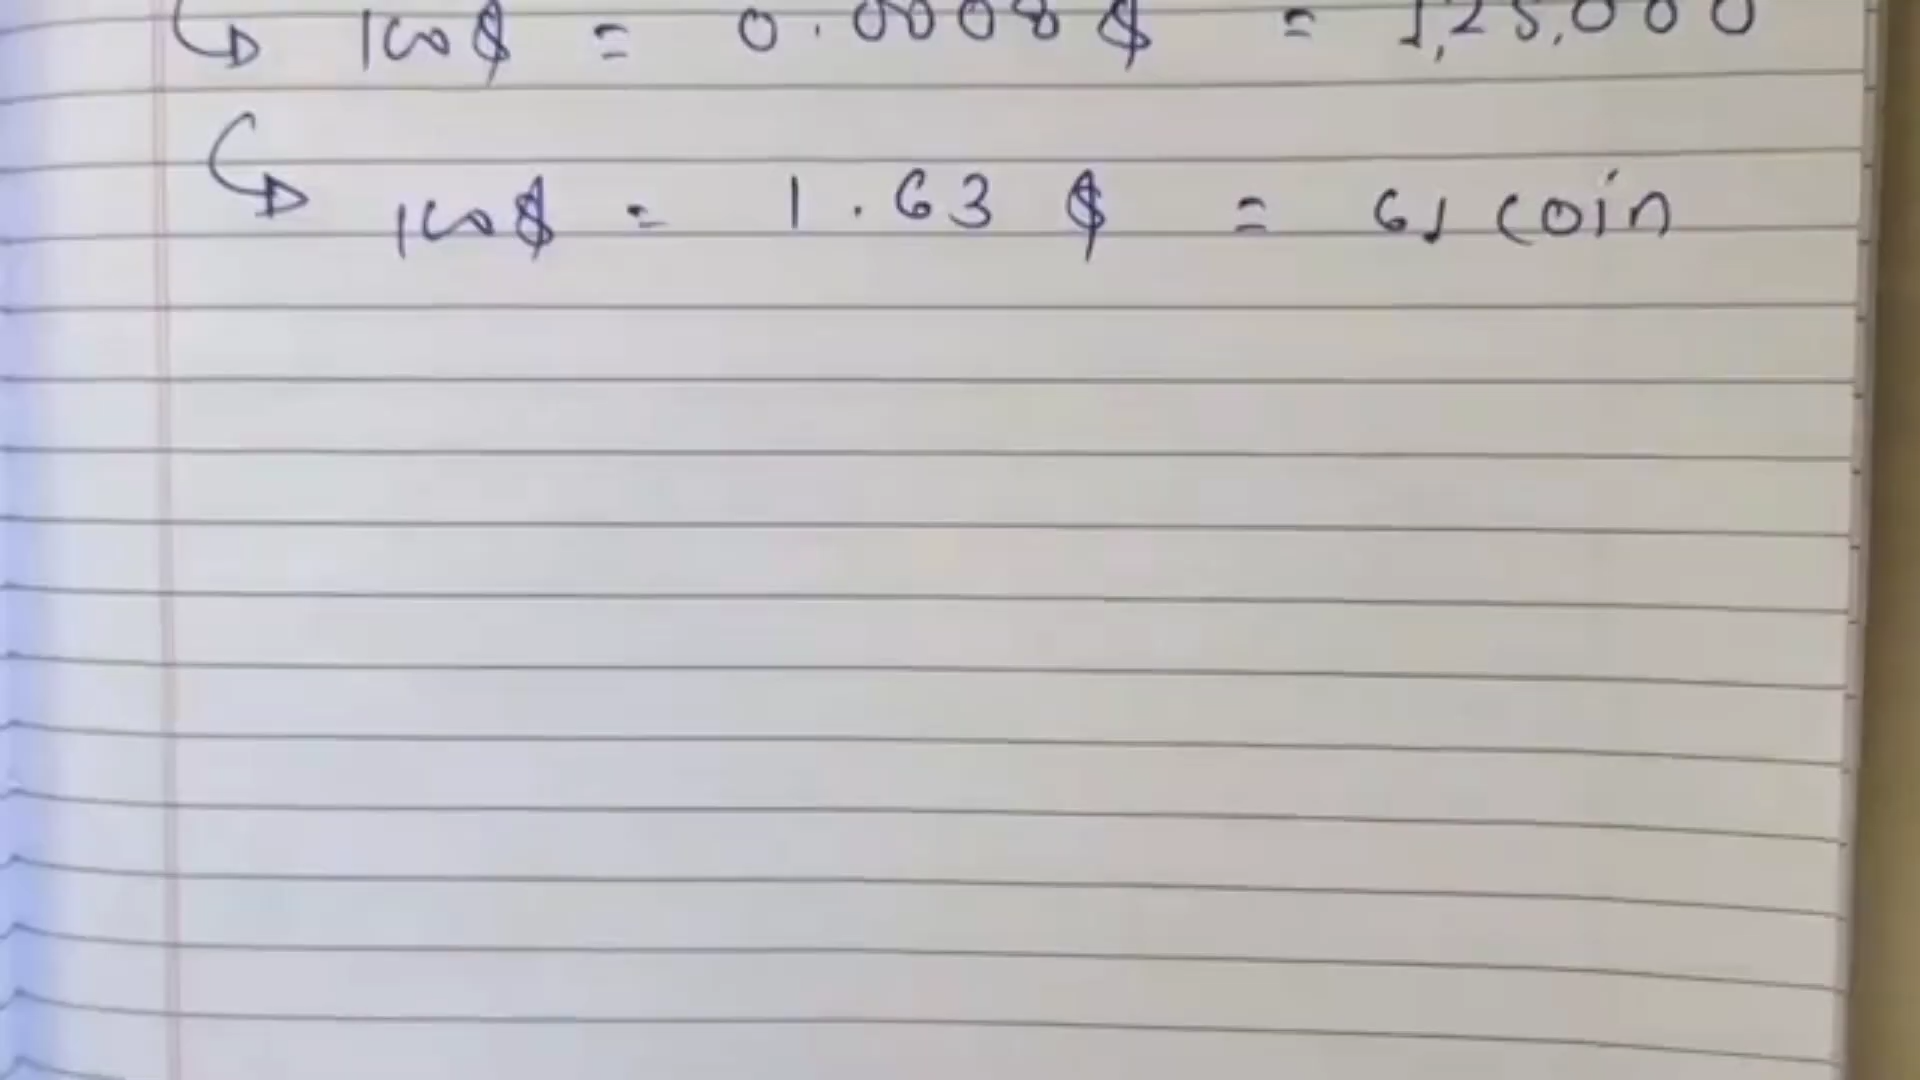 100$ = 0.0008$ = 1,25,000
100$ = 1.63$ = 61 coin